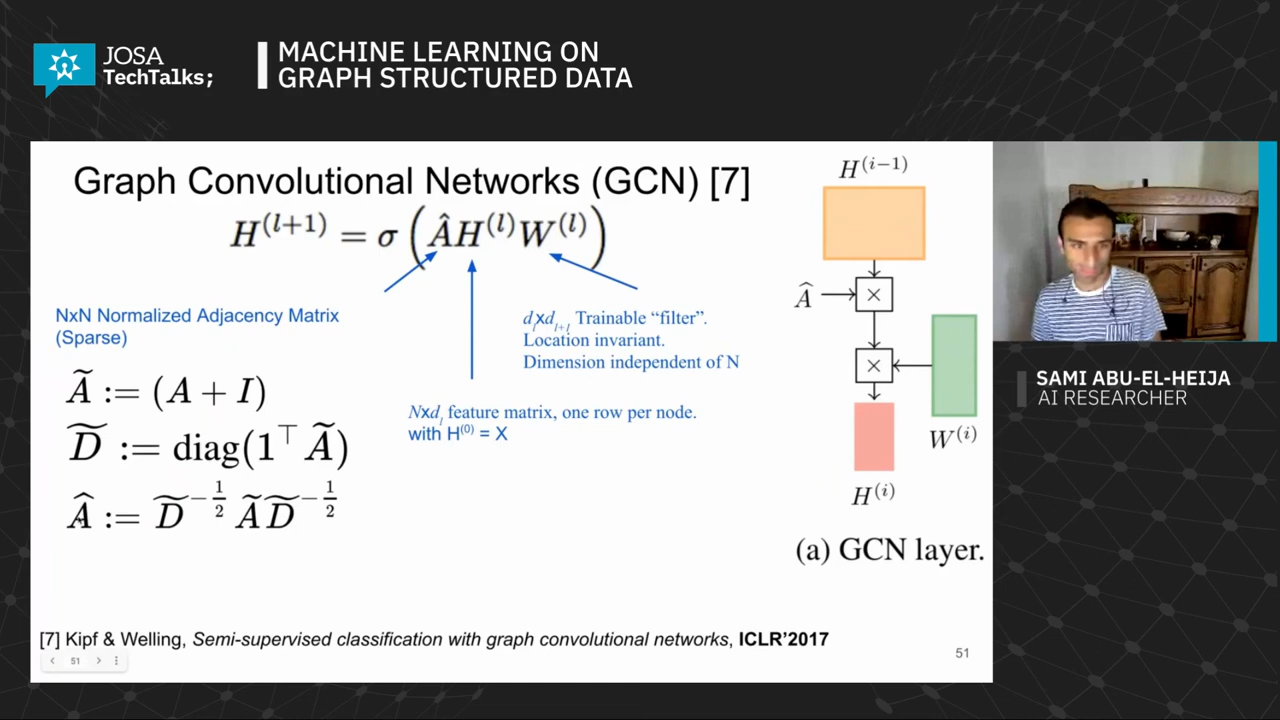 JOSA
TechTalks;
MACHINE LEARNING ON
GRAPH STRUCTURED DATA
Graph Convolutional Networks (GCN) [7]
H^{(l+1)} = σ(ÂH^{(l)}W^{(l)})
NxN Normalized Adjacency Matrix
(Sparse)
d_l x d_{l+1} Trainable “filter”.
Location invariant.
Dimension independent of N
Ã := (A + I)
N x d_l feature matrix, one row per node.
with H^{(0)} = X
D̃ := diag(1^⊤ Ã)
Â := D̃^{-1/2} Ã D̃^{-1/2}
H^{(i−1)}
Â
×
×
W^{(i)}
H^{(i)}
(a) GCN layer.
[7] Kipf & Welling, Semi-supervised classification with graph convolutional networks, ICLR'2017
51
51
SAMI ABU-EL-HEIJA
AI RESEARCHER